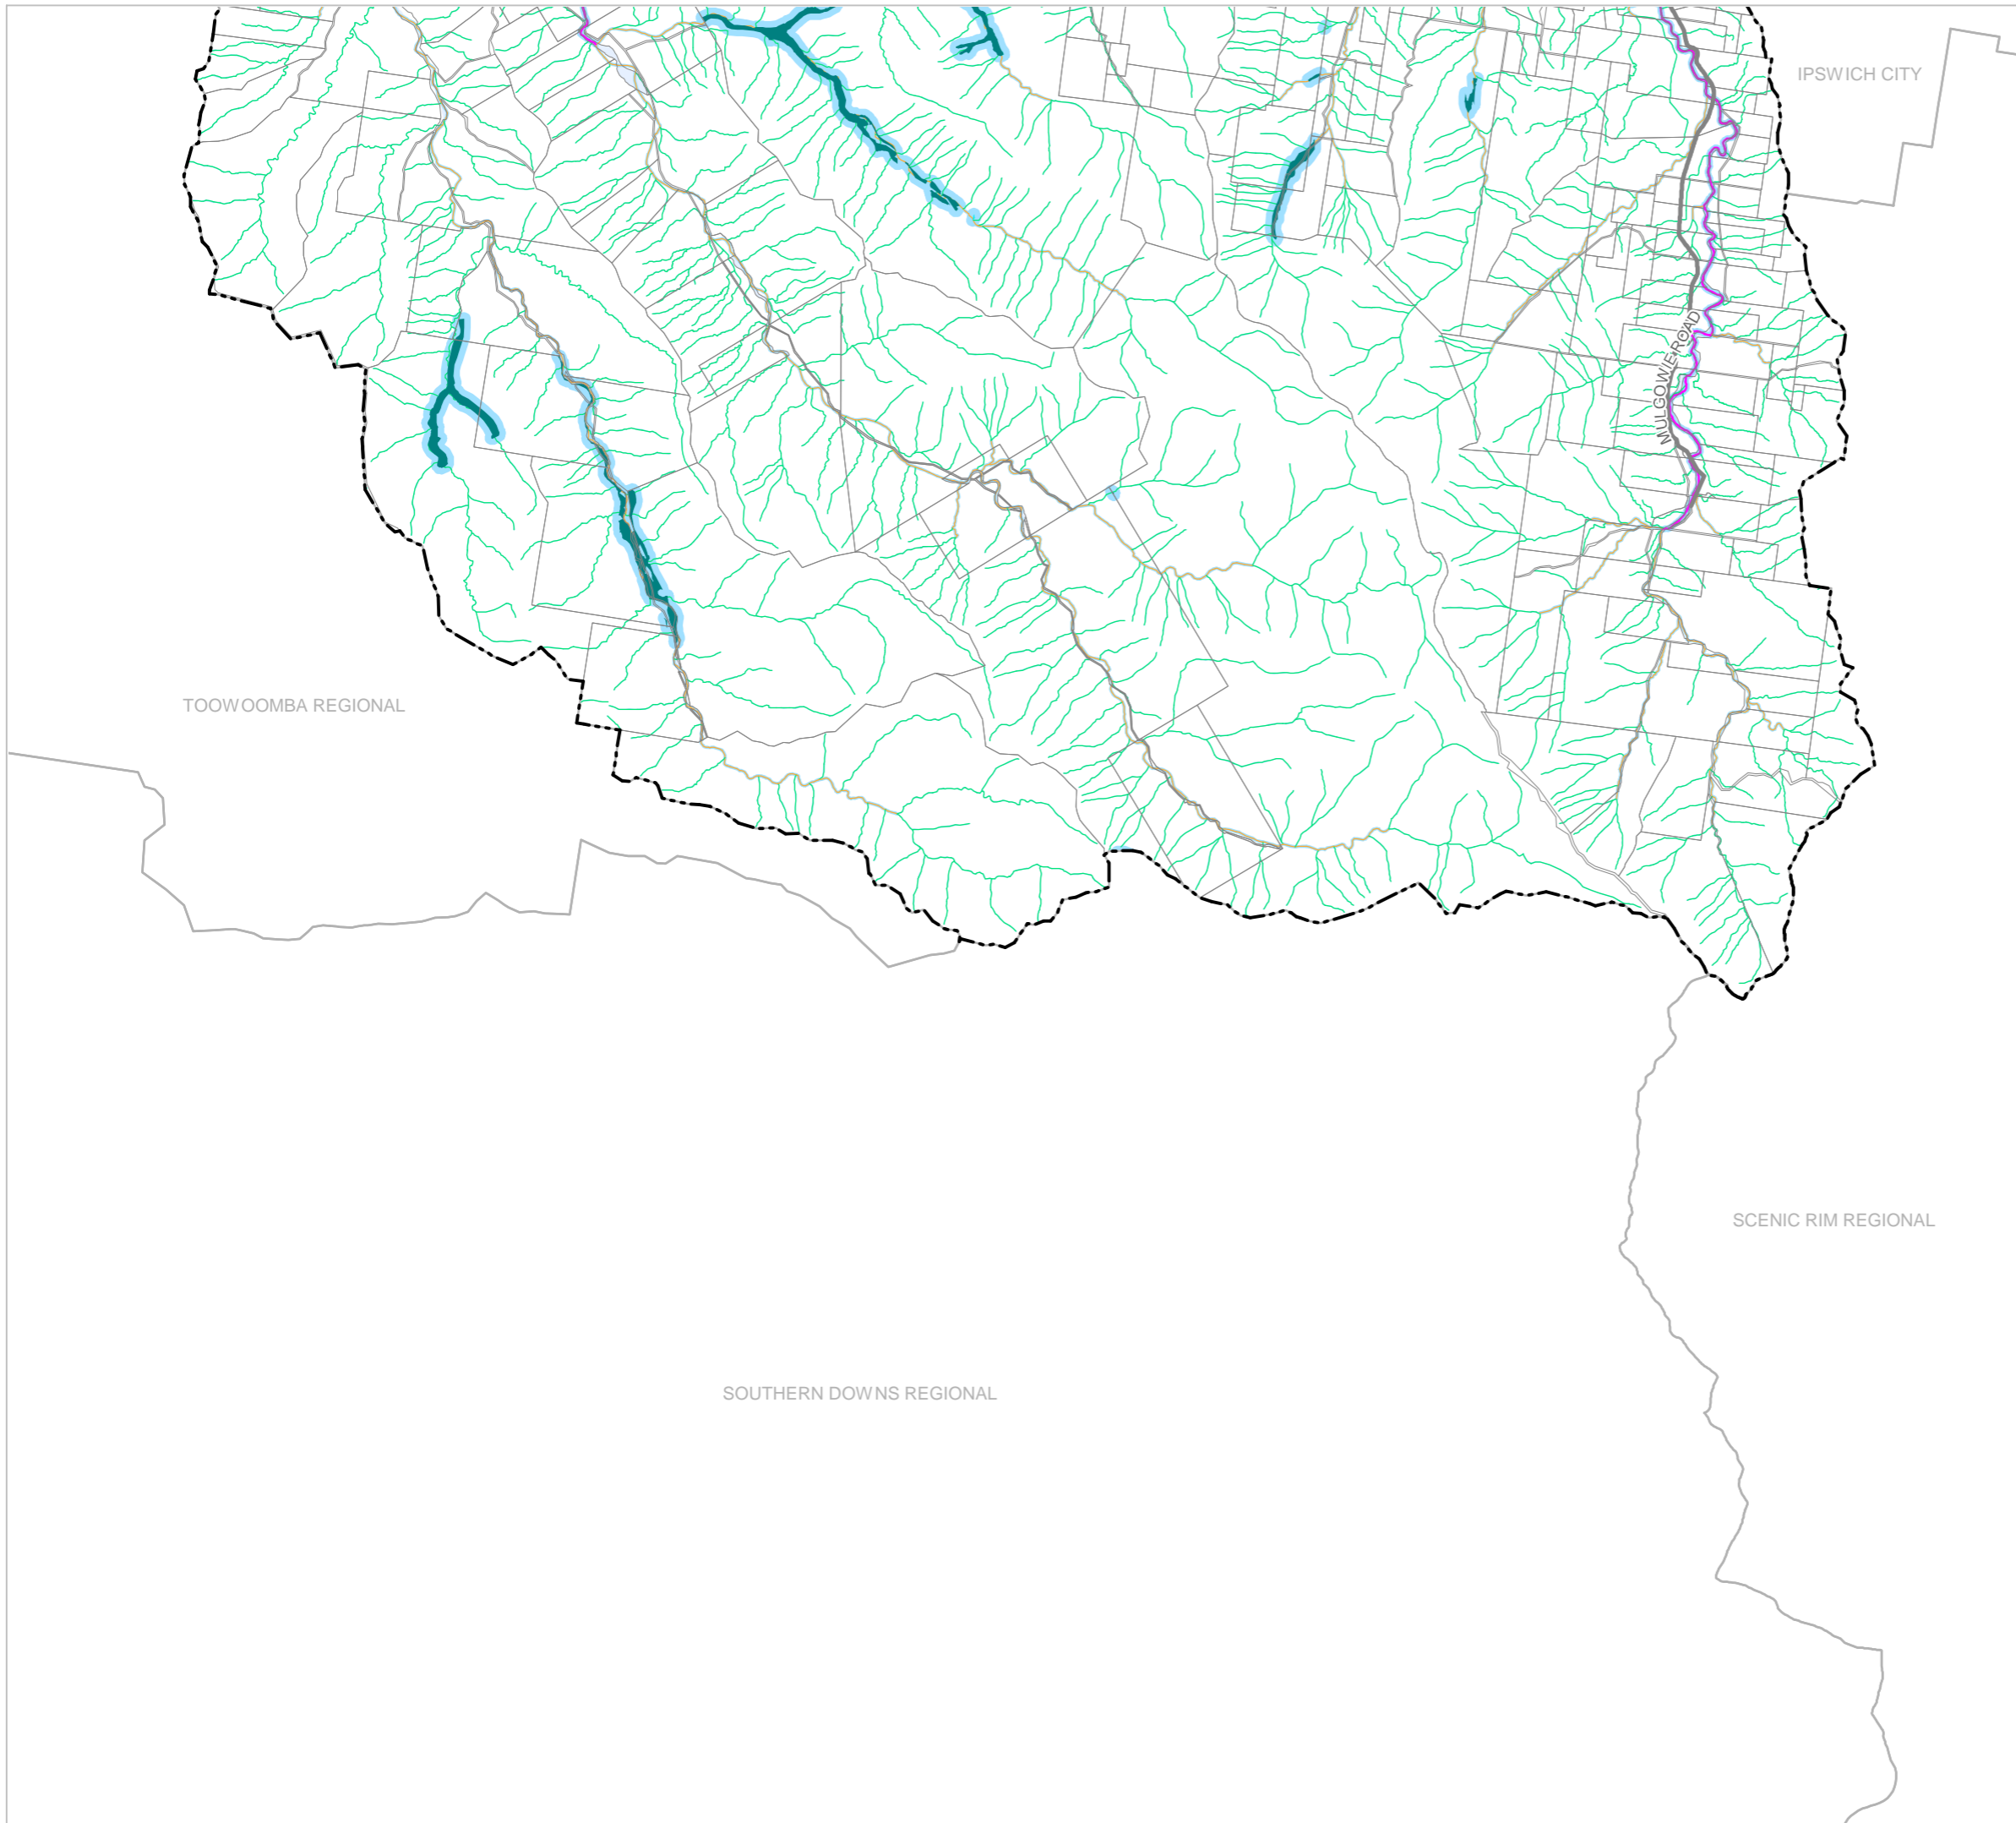 IPSWICH CITY
MULGOWIE ROAD
TOOWOOMBA REGIONAL
SCENIC RIM REGIONAL
SOUTHERN DOWNS REGIONAL